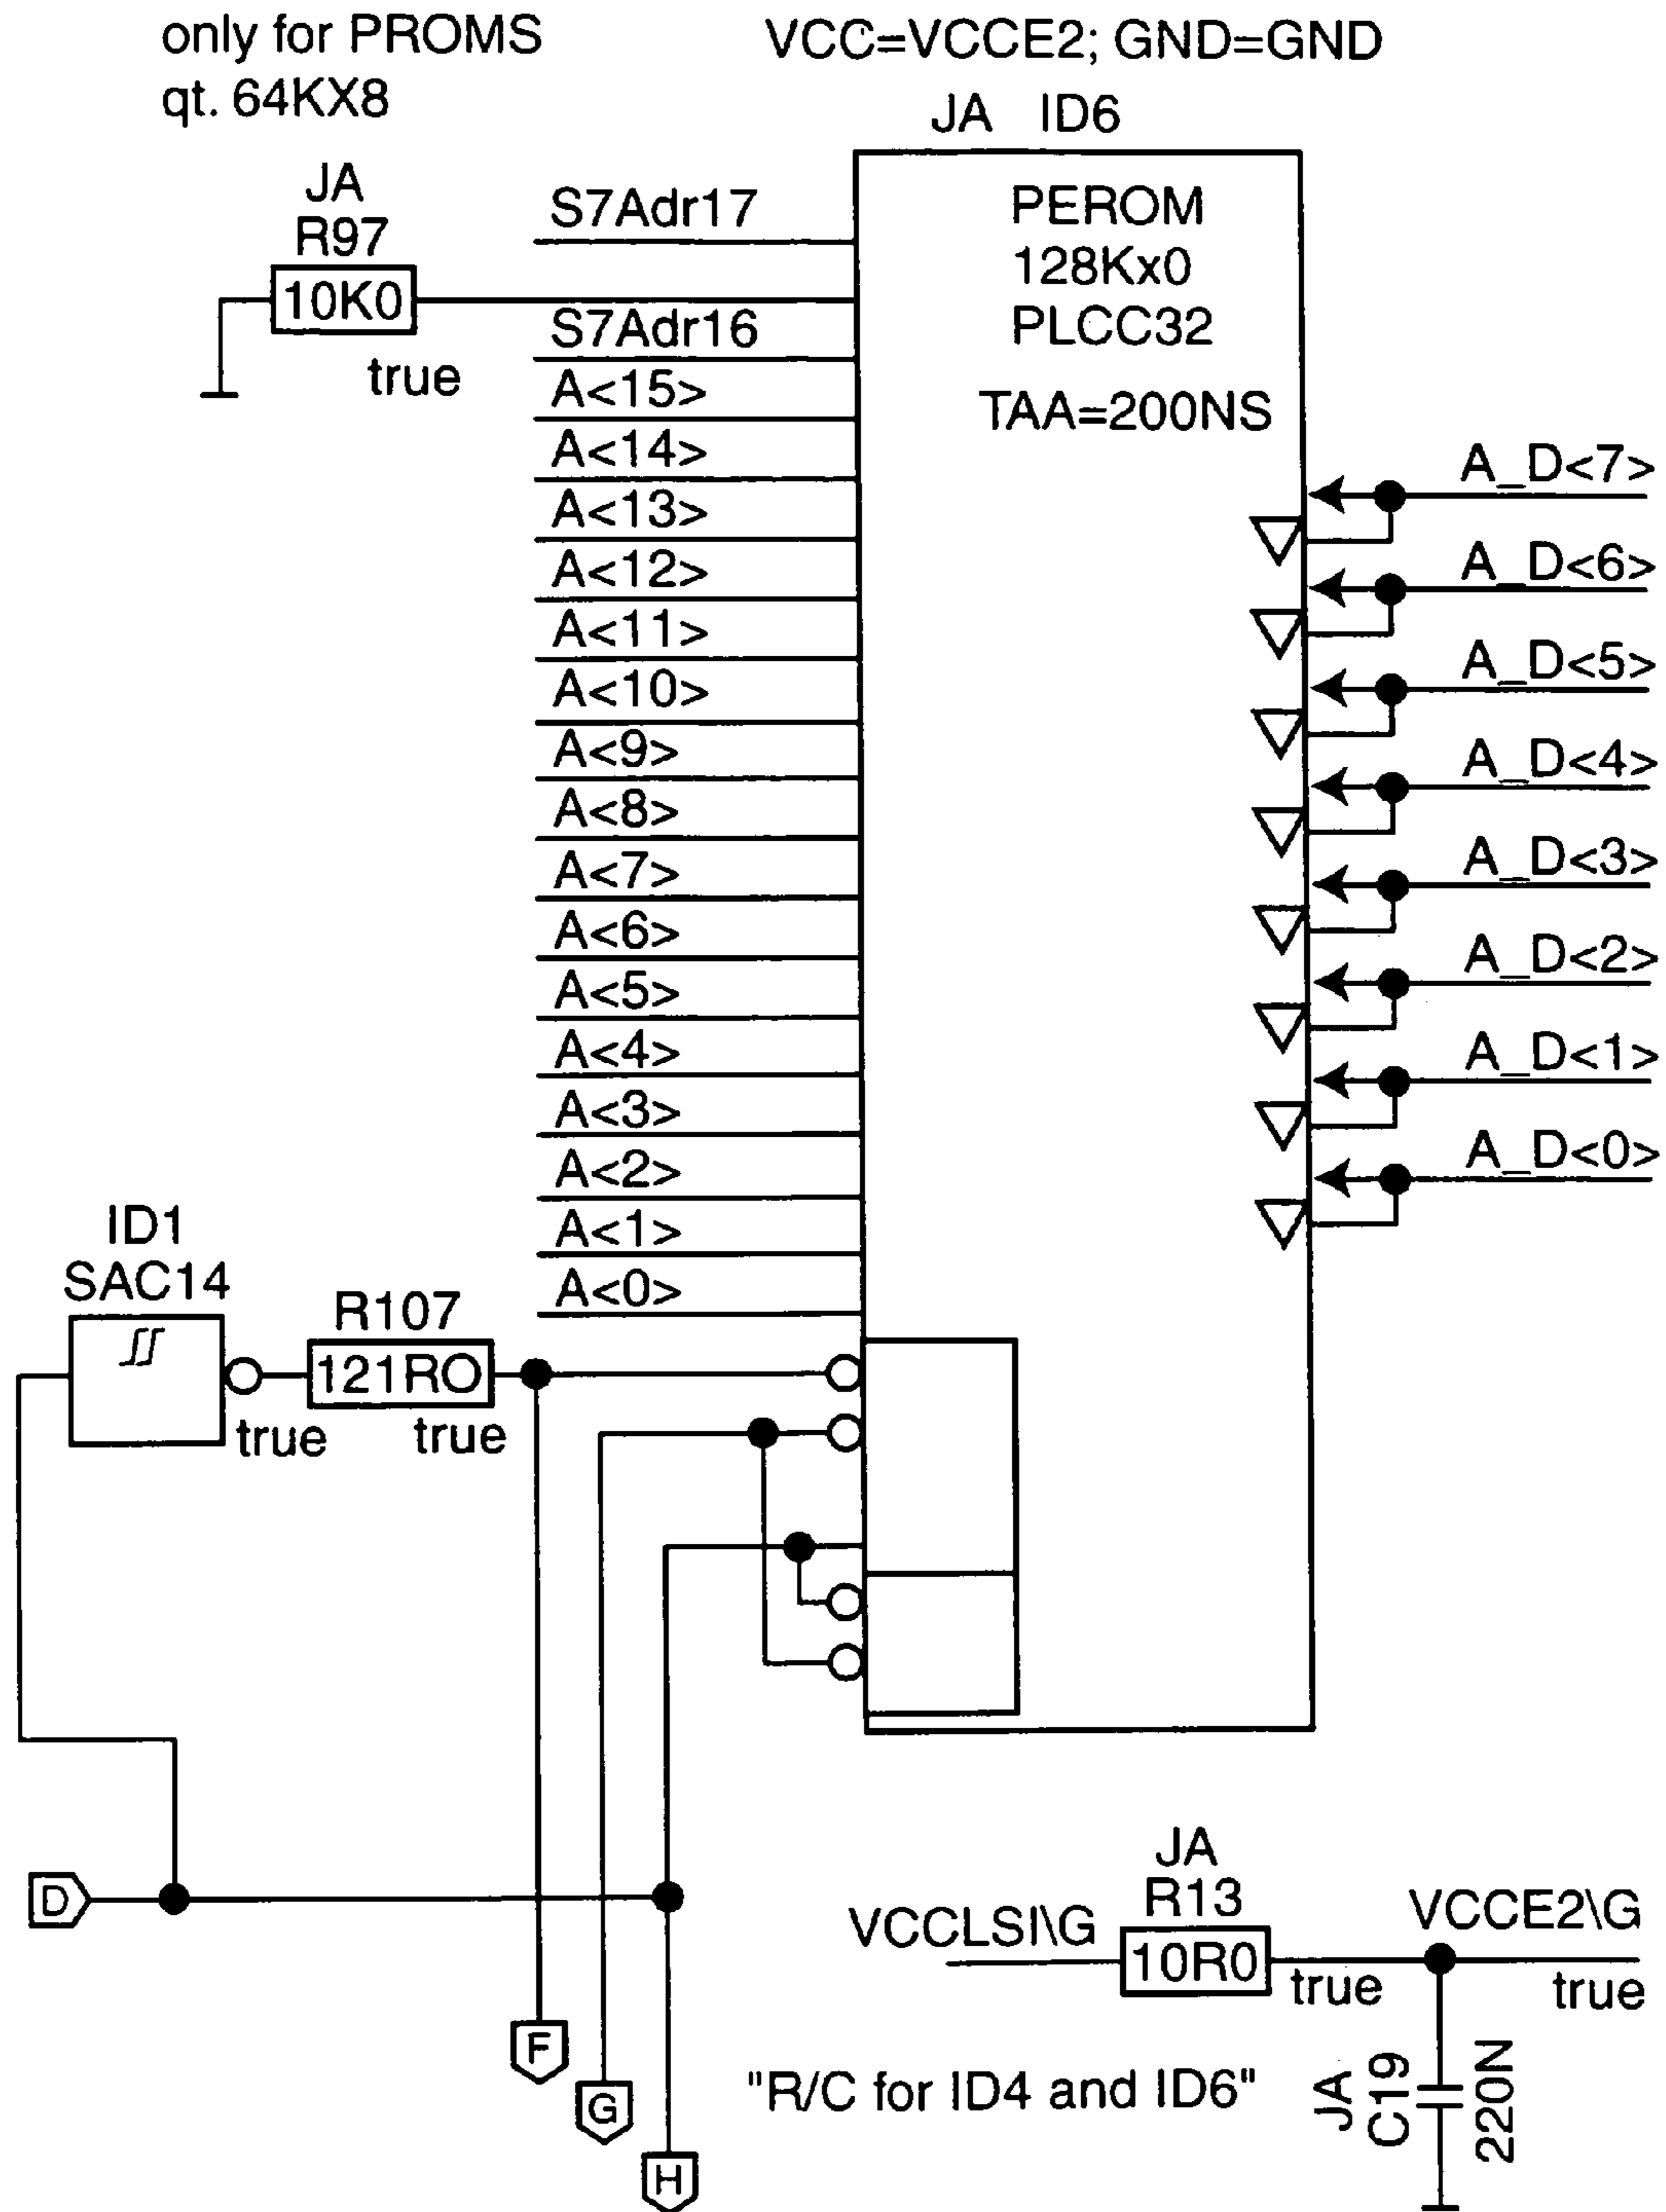 only for PROMS
qt. 64KX8
VCC=VCCE2; GND=GND
JA ID6
JA
R97
10K0
true
S7Adr17
S7Adr16
A<15>
A<14>
A<13>
A<12>
A<11>
A<10>
A<9>
A<8>
A<7>
A<6>
A<5>
A<4>
A<3>
A<2>
A<1>
A<0>
PEROM
128Kx0
PLCC32
TAA=200NS
A_D<7>
A_D<6>
A_D<5>
A_D<4>
A_D<3>
A_D<2>
A_D<1>
A_D<0>
ID1
SAC14
true
R107
121RO
true
D
F
G
H
VCCLSI\G
JA
R13
10R0
true
VCCE2\G
true
"R/C for ID4 and ID6"
JA
C19
220N